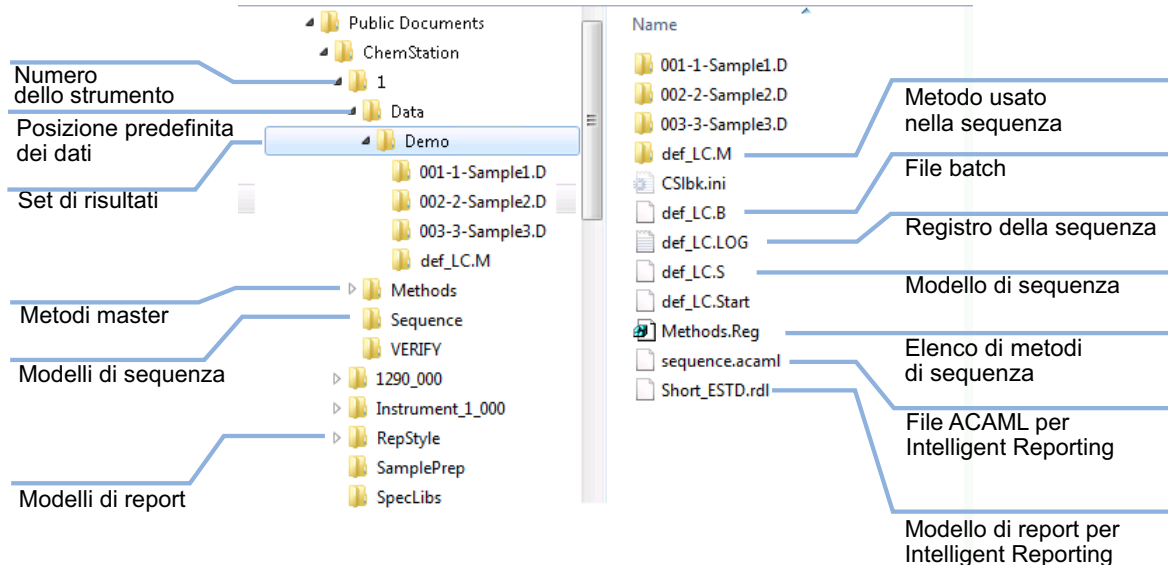 Public Documents
ChemStation
1
Data
Demo
001-1-Sample1.D
002-2-Sample2.D
003-3-Sample3.D
def_LC.M
Methods
Sequence
VERIFY
1290_000
Instrument_1_000
RepStyle
SamplePrep
SpecLibs
Numero
dello strumento
Posizione predefinita
dei dati
Set di risultati
Metodi master
Modelli di sequenza
Modelli di report
Name
001-1-Sample1.D
002-2-Sample2.D
003-3-Sample3.D
def_LC.M
CSlbk.ini
def_LC.B
def_LC.LOG
def_LC.S
def_LC.Start
Methods.Reg
sequence.acaml
Short_ESTD.rdl
Metodo usato
nella sequenza
File batch
Registro della sequenza
Modello di sequenza
Elenco di metodi
di sequenza
File ACAML per
Intelligent Reporting
Modello di report per
Intelligent Reporting